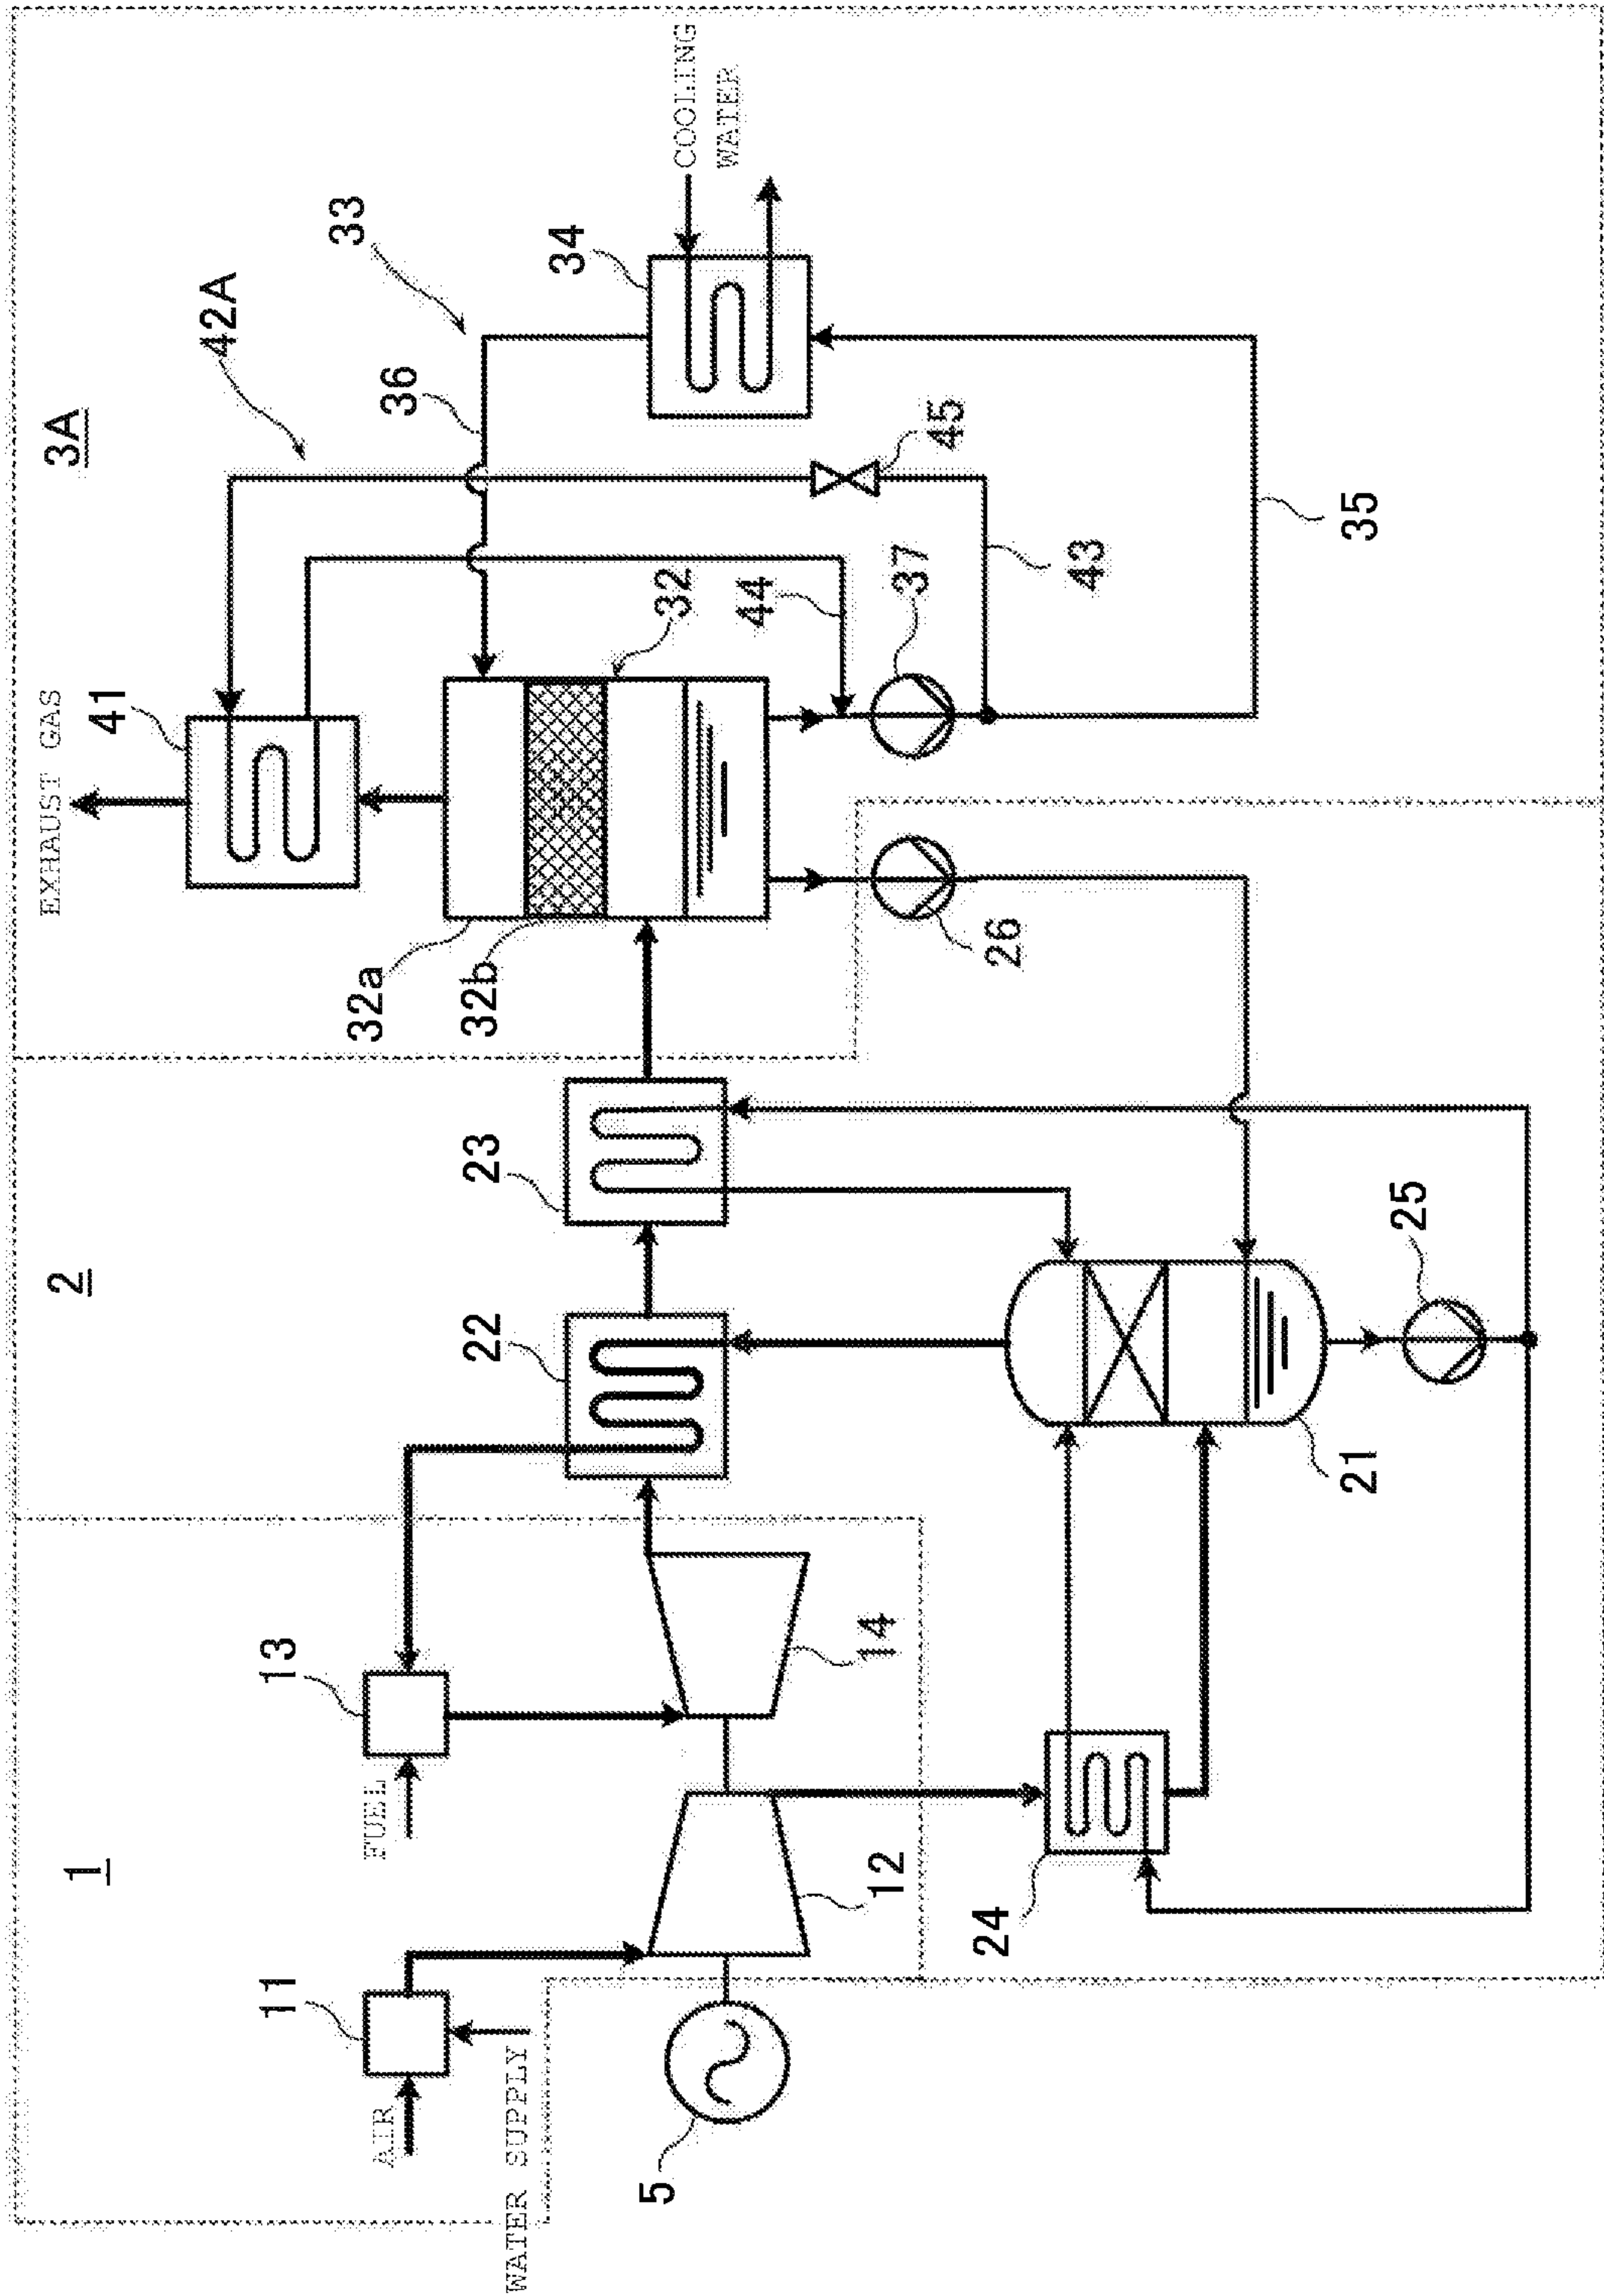 1
2
3A
AIR
11
WATER SUPPLY
FUEL
13
12
14
5
24
22
23
21
25
EXHAUST GAS
41
32a
32b
32
26
42A
33
36
34
COOLING
WATER
44
37
45
43
35